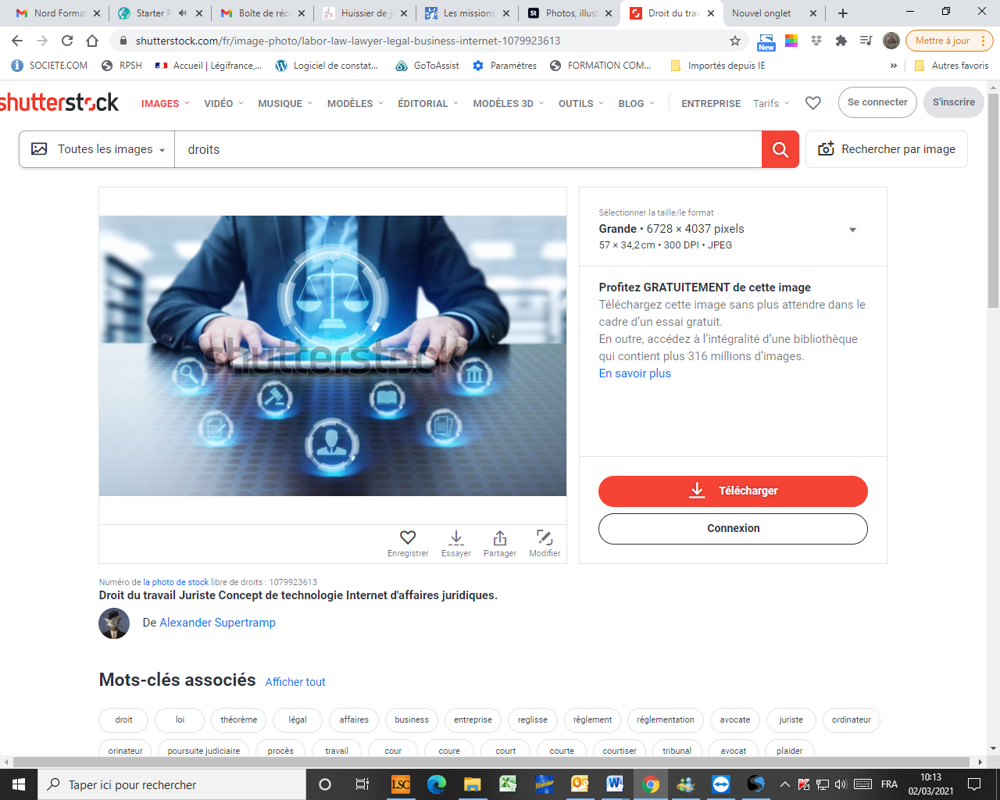 Nord Format
Starter P
Boîte de réce
Huissier de j
Les missions
Photos, illust
Droit du trav
Nouvel onglet
shutterstock.com/fr/image-photo/labor-law-lawyer-legal-business-internet-1079923613
New
Mettre à jour
SOCIETE.COM
RPSH
Accueil | Légifrance,...
Logiciel de constat...
GoToAssist
Paramètres
FORMATION COM...
Importés depuis IE
»
Autres favoris
shutterstock
IMAGES
VIDÉO
MUSIQUE
MODÈLES
ÉDITORIAL
MODÈLES 3D
OUTILS
BLOG
ENTREPRISE
Tarifs
Se connecter
S'inscrire
Toutes les images
droits
Rechercher par image
shutterstock
Sélectionner la taille/le format
Grande • 6728 × 4037 pixels
57 × 34,2 cm • 300 DPI • JPEG
Profitez GRATUITEMENT de cette image
Téléchargez cette image sans plus attendre dans le
cadre d’un essai gratuit.
En outre, accédez à l’intégralité d’une bibliothèque
qui contient plus 316 millions d’images.
En savoir plus
Télécharger
Connexion
Enregistrer
Essayer
Partager
Modifier
Numéro de la photo de stock libre de droits : 1079923613
Droit du travail Juriste Concept de technologie Internet d'affaires juridiques.
De Alexander Supertramp
Mots-clés associés
Afficher tout
droit
loi
théorème
légal
affaires
business
entreprise
reglisse
règlement
réglementation
avocate
juriste
ordinateur
orinateur
poursuite judiciaire
procès
travail
cour
coure
court
courte
courtiser
tribunal
avocat
plaider
Taper ici pour rechercher
LSC
FRA
10:13
02/03/2021